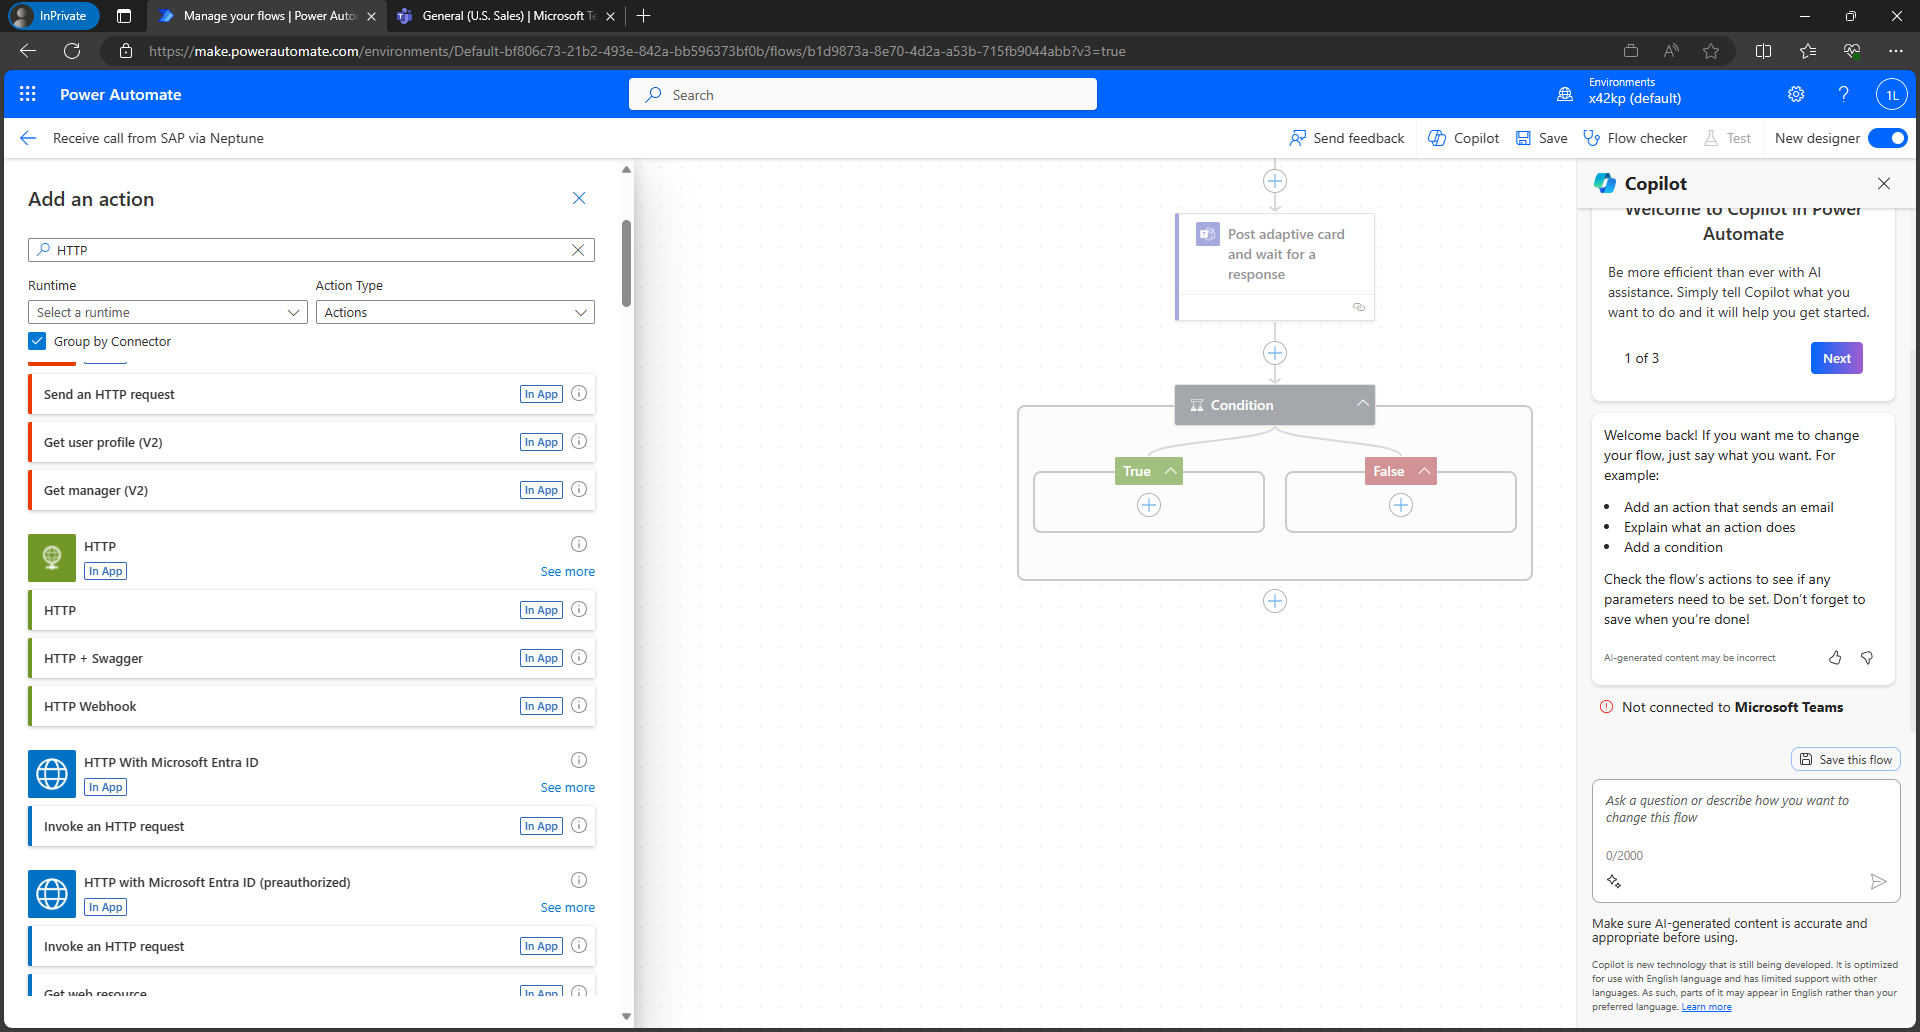 InPrivate
Manage your flows | Power Auto
General (U.S. Sales) | Microsoft Te
https://make.powerautomate.com/environments/Default-bf806c73-21b2-493e-842a-bb596373bf0b/flows/b1d9873a-8e70-4d2a-a53b-715fb9044abb?v3=true
Power Automate
Search
Environments
x42kp (default)
1L
Receive call from SAP via Neptune
Send feedback
Copilot
Save
Flow checker
Test
New designer
Add an action
HTTP
Runtime
Action Type
Select a runtime
Actions
Group by Connector
Send an HTTP request
In App
Get user profile (V2)
In App
Get manager (V2)
In App
HTTP
In App
See more
HTTP
In App
HTTP + Swagger
In App
HTTP Webhook
In App
HTTP With Microsoft Entra ID
In App
See more
Invoke an HTTP request
In App
HTTP with Microsoft Entra ID (preauthorized)
In App
See more
Invoke an HTTP request
In App
Get web resource
In App
Post adaptive card
and wait for a
response
Condition
True
False
Copilot
Welcome to Copilot in Power
Automate
Be more efficient than ever with AI
assistance. Simply tell Copilot what you
want to do and it will help you get started.
1 of 3
Next
Welcome back! If you want me to change
your flow, just say what you want. For
example:
• Add an action that sends an email
• Explain what an action does
• Add a condition
Check the flow's actions to see if any
parameters need to be set. Don't forget to
save when you're done!
AI-generated content may be incorrect
Not connected to Microsoft Teams
Save this flow
Ask a question or describe how you want to
change this flow
0/2000
Make sure AI-generated content is accurate and
appropriate before using.
Copilot is new technology that is still being developed. It is optimized
for use with English language and has limited support with other
languages. As such, parts of it may appear in English rather than your
preferred language. Learn more